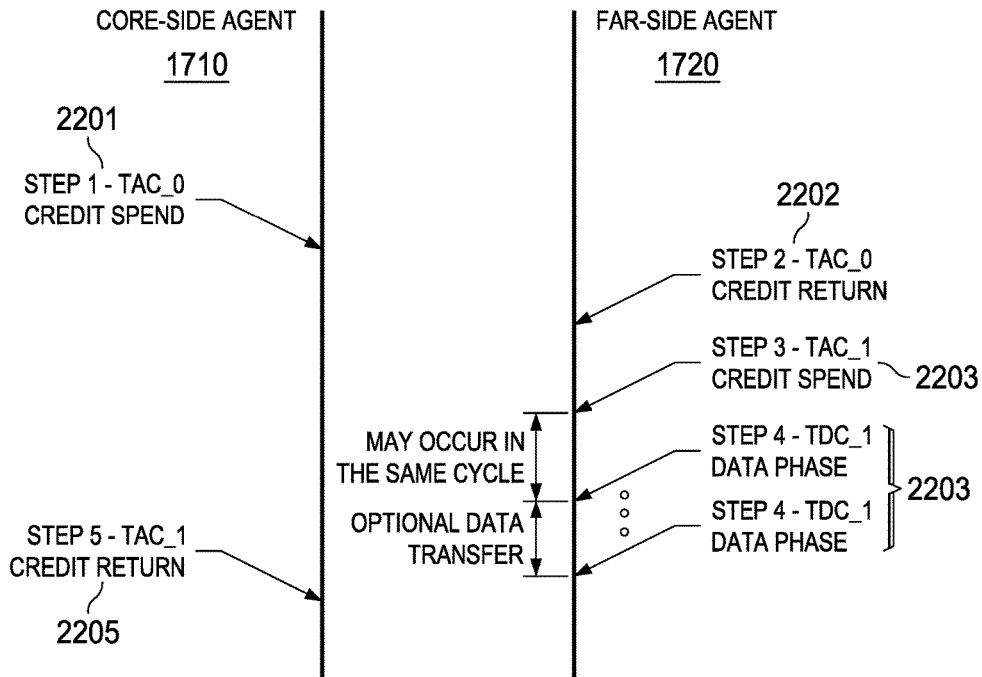 CORE-SIDE AGENT
1710
FAR-SIDE AGENT
1720
2201
STEP 1 - TAC_0
CREDIT SPEND
2202
STEP 2 - TAC_0
CREDIT RETURN
STEP 3 - TAC_1
CREDIT SPEND
2203
MAY OCCUR IN
THE SAME CYCLE
STEP 4 - TDC_1
DATA PHASE
2203
OPTIONAL DATA
TRANSFER
STEP 4 - TDC_1
DATA PHASE
STEP 5 - TAC_1
CREDIT RETURN
2205